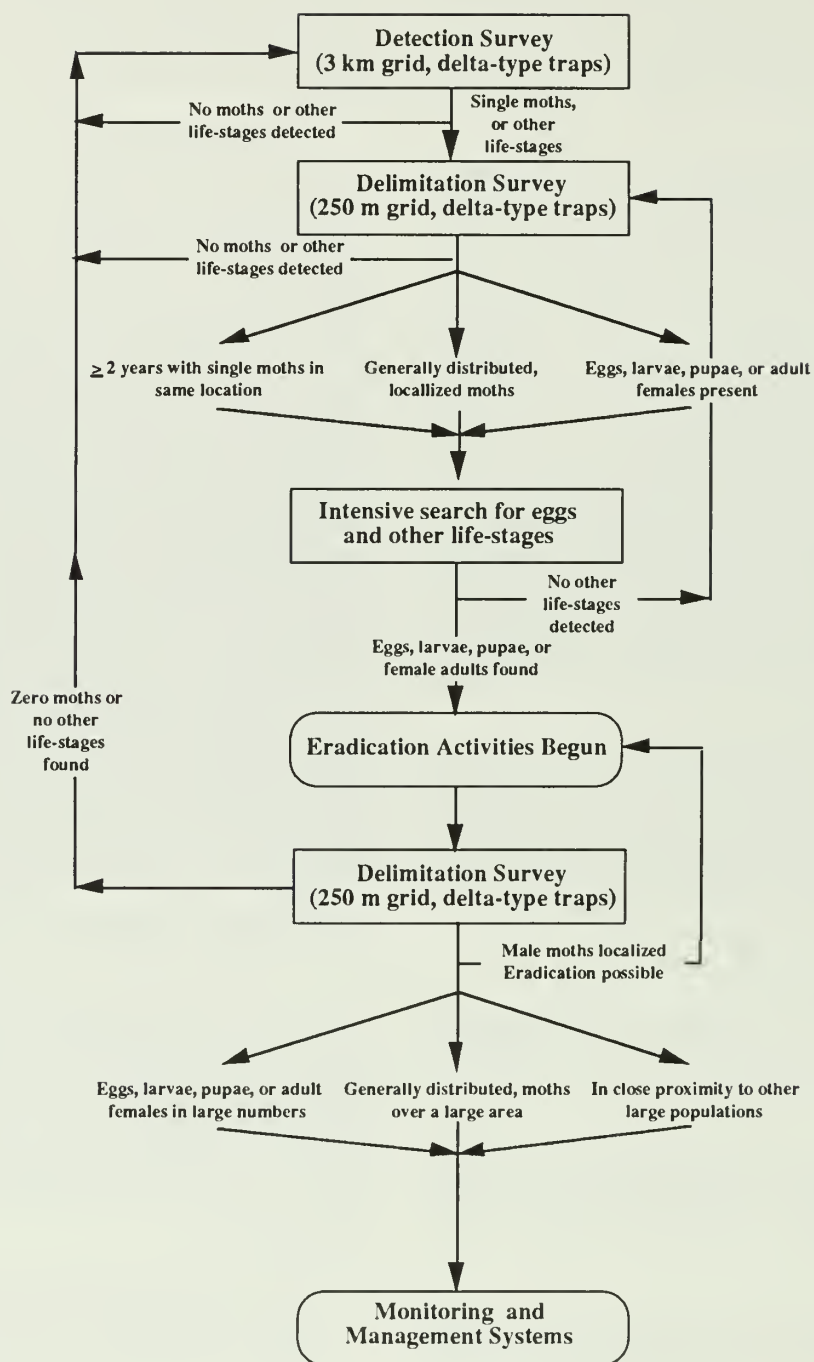 Detection Survey
(3 km grid, delta-type traps)
No moths or other
life-stages detected
Single moths,
or other
life-stages
Delimitation Survey
(250 m grid, delta-type traps)
No moths or other
life-stages detected
≥ 2 years with single moths in
same location
Generally distributed,
locallized moths
Eggs, larvae, pupae, or adult
females present
Intensive search for eggs
and other life-stages
No other
life-stages
detected
Eggs, larvae, pupae, or
female adults found
Zero moths or
no other
life-stages
found
Eradication Activities Begun
Delimitation Survey
(250 m grid, delta-type traps)
Male moths localized
Eradication possible
Eggs, larvae, pupae, or adult
females in large numbers
Generally distributed, moths
over a large area
In close proximity to other
large populations
Monitoring and
Management Systems